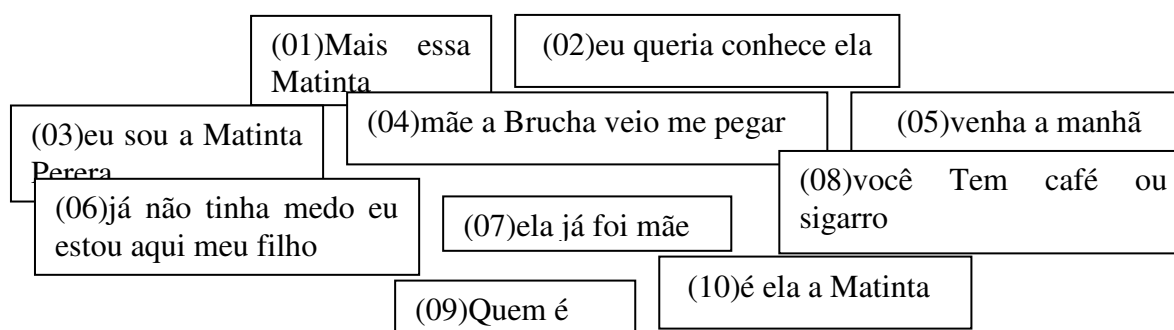 (01)Mais essa
Matinta
(02)eu queria conhece ela
(03)eu sou a Matinta
Perera
(04)mãe a Brucha veio me pegar
(05)venha a manhã
(06)já não tinha medo eu
estou aqui meu filho
(07)ela já foi mãe
(08)você Tem café ou
sigarro
(09)Quem é
(10)é ela a Matinta